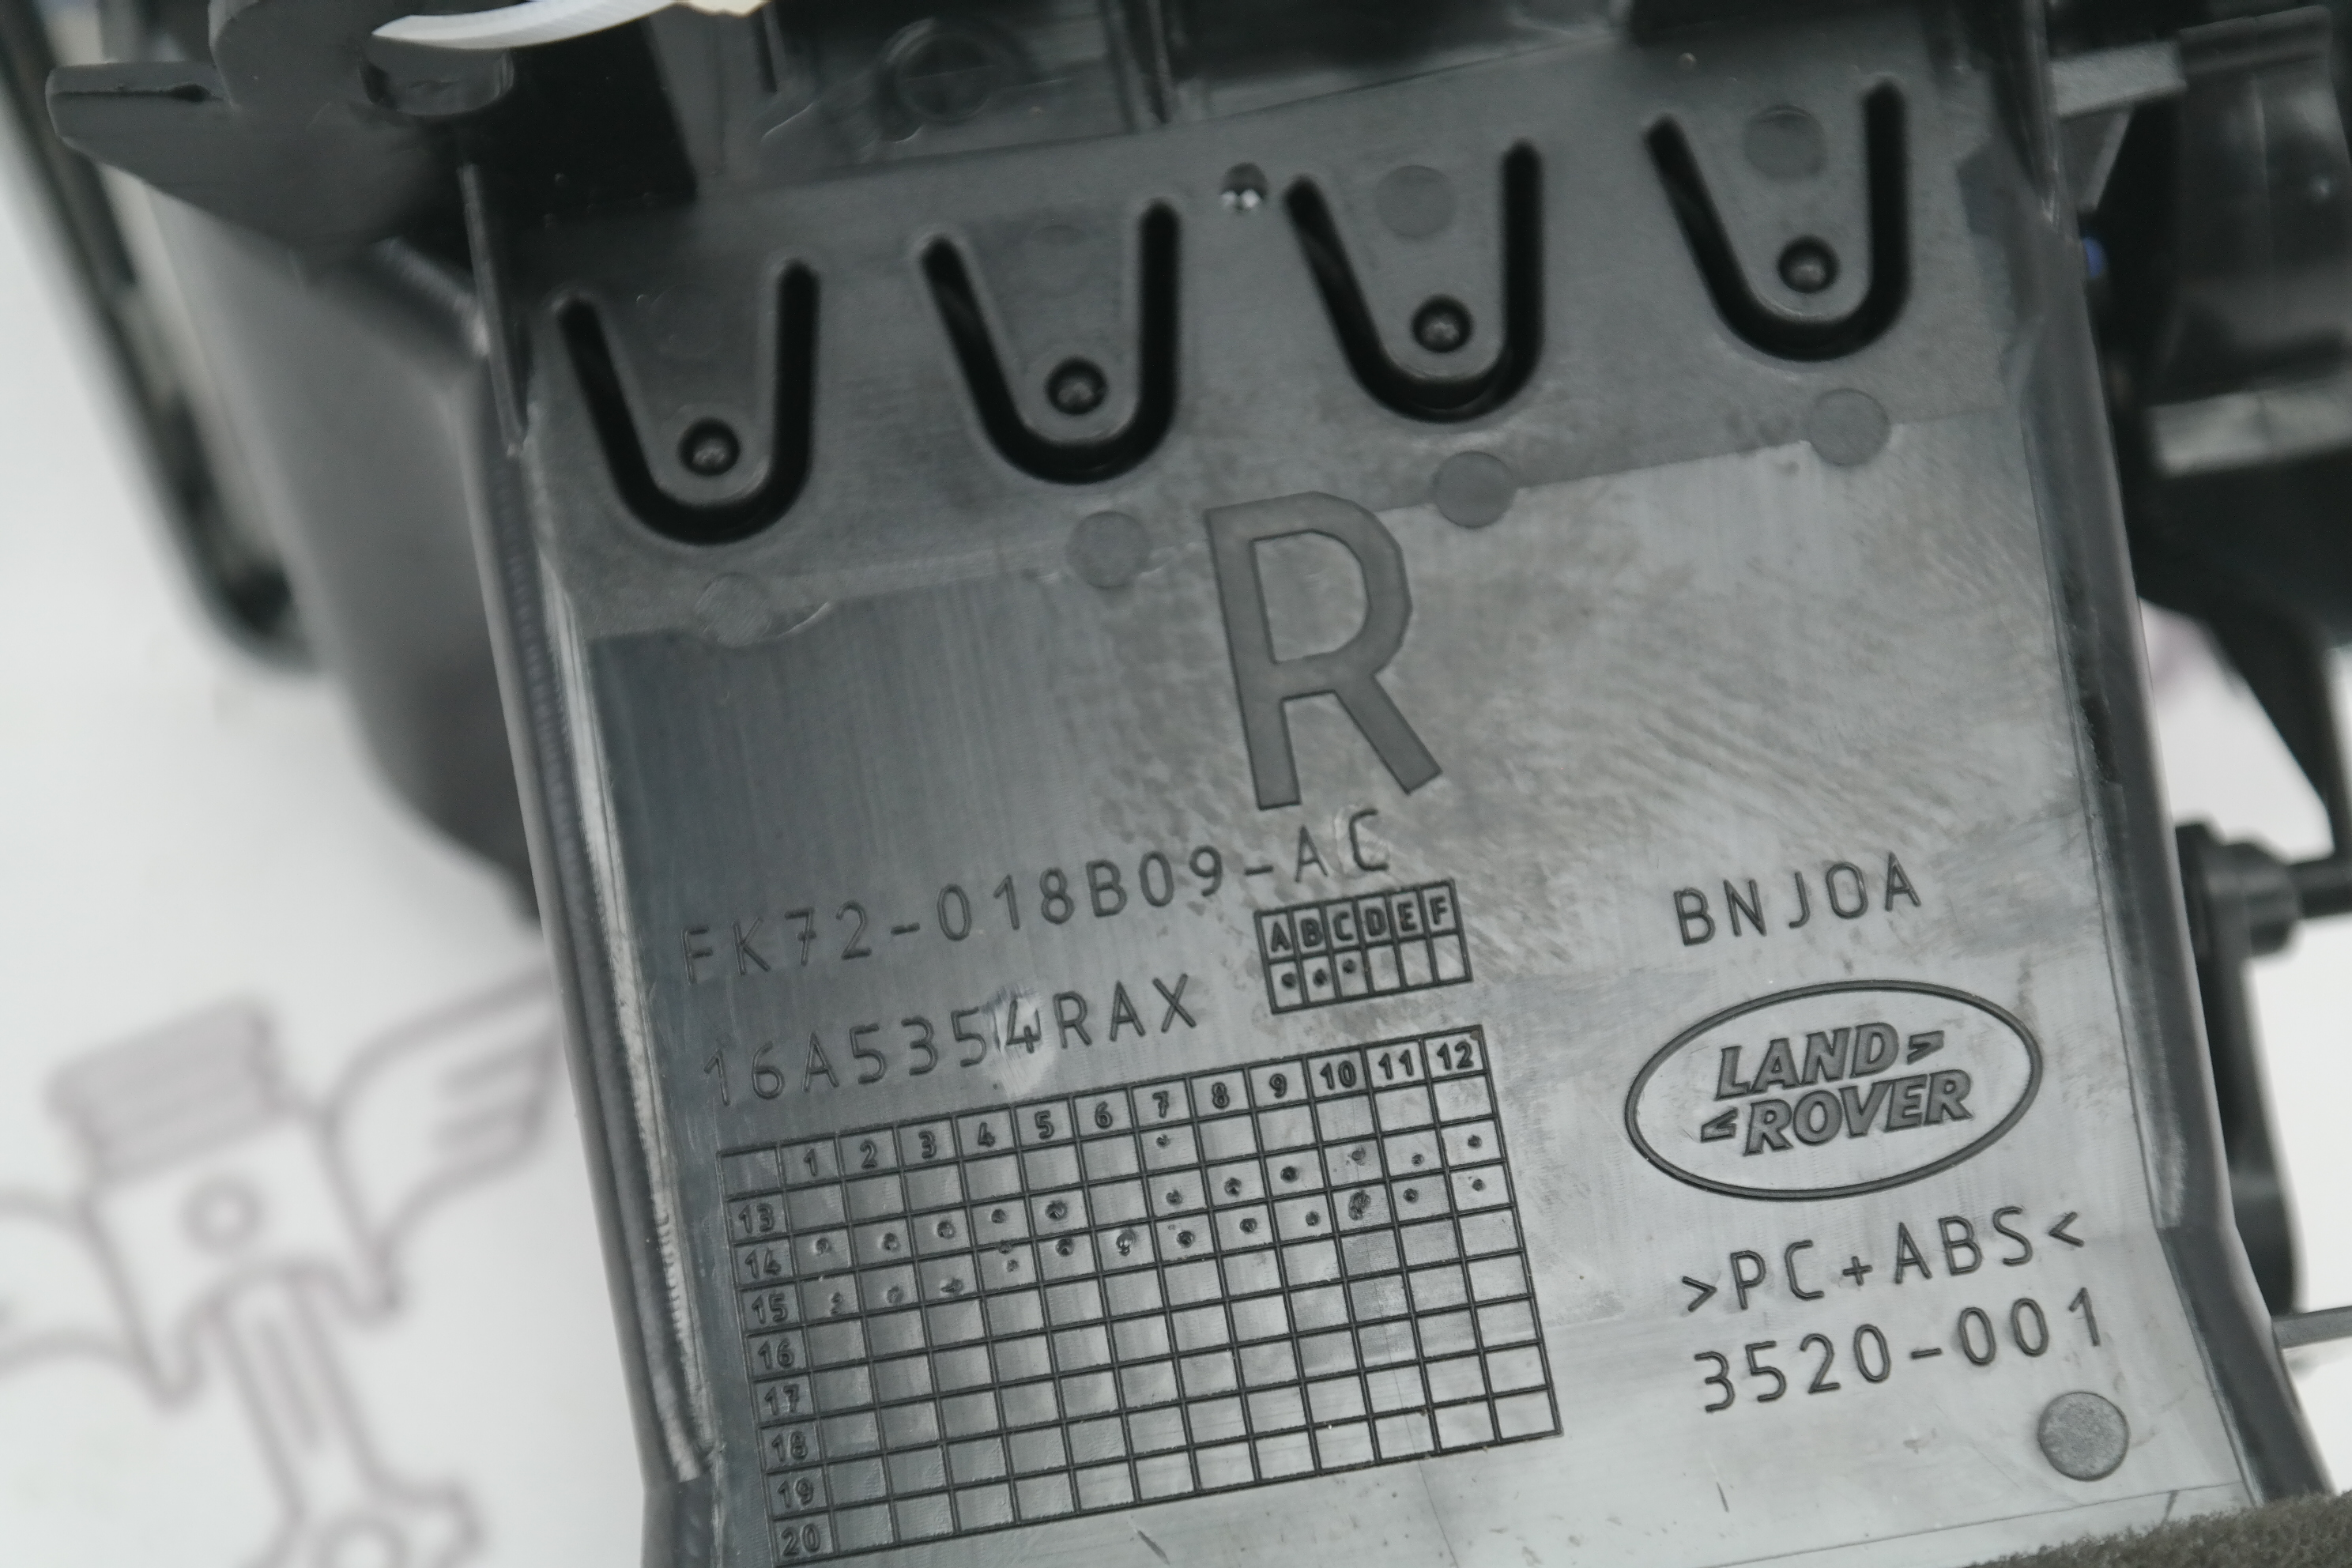 R
FK72-018B09-AC
A B C D E F
BNJOA
16A5354RAX
1 2 3 4 5 6 7 8 9 10 11 12
13
14
15
16
17
18
19
20
LAND>
<ROVER
>PC+ABS<
3520-001